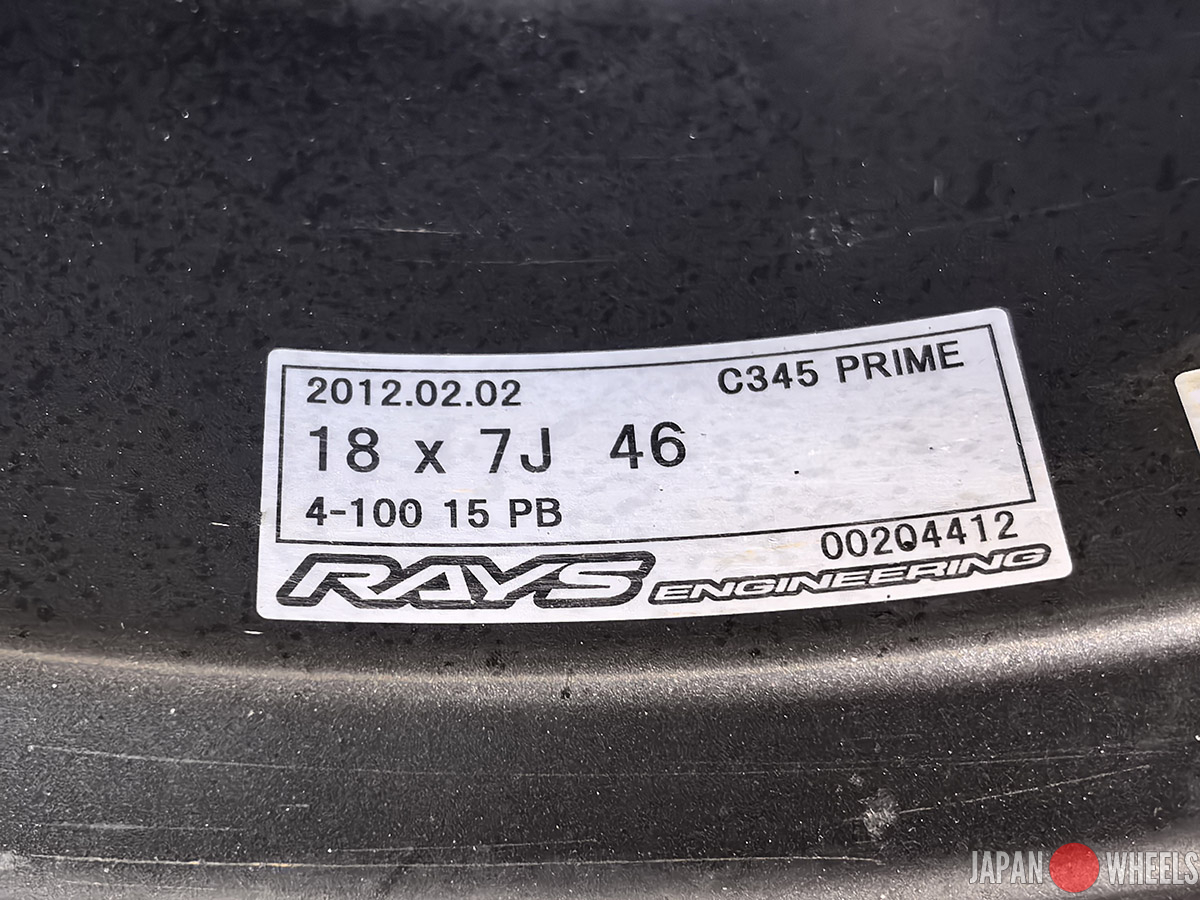 2012.02.02 C345 PRIME
18 x 7J 46
4-100 15 PB
00204412
RAYS ENGINEERING
JAPAN WHEELS